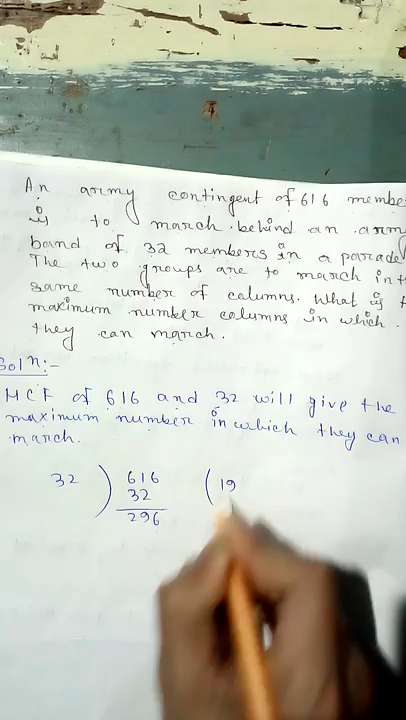 An army contingent of 616 membe
is to march behind an arm
band of 32 members in a parade
The two groups are to march in t
same number of columns. What is t
maximum number columns in which
they can march.
Soln:-
HCF of 616 and 32 will give the
maximum number in which they can
march.
32 ) 616 ( 19
32
296